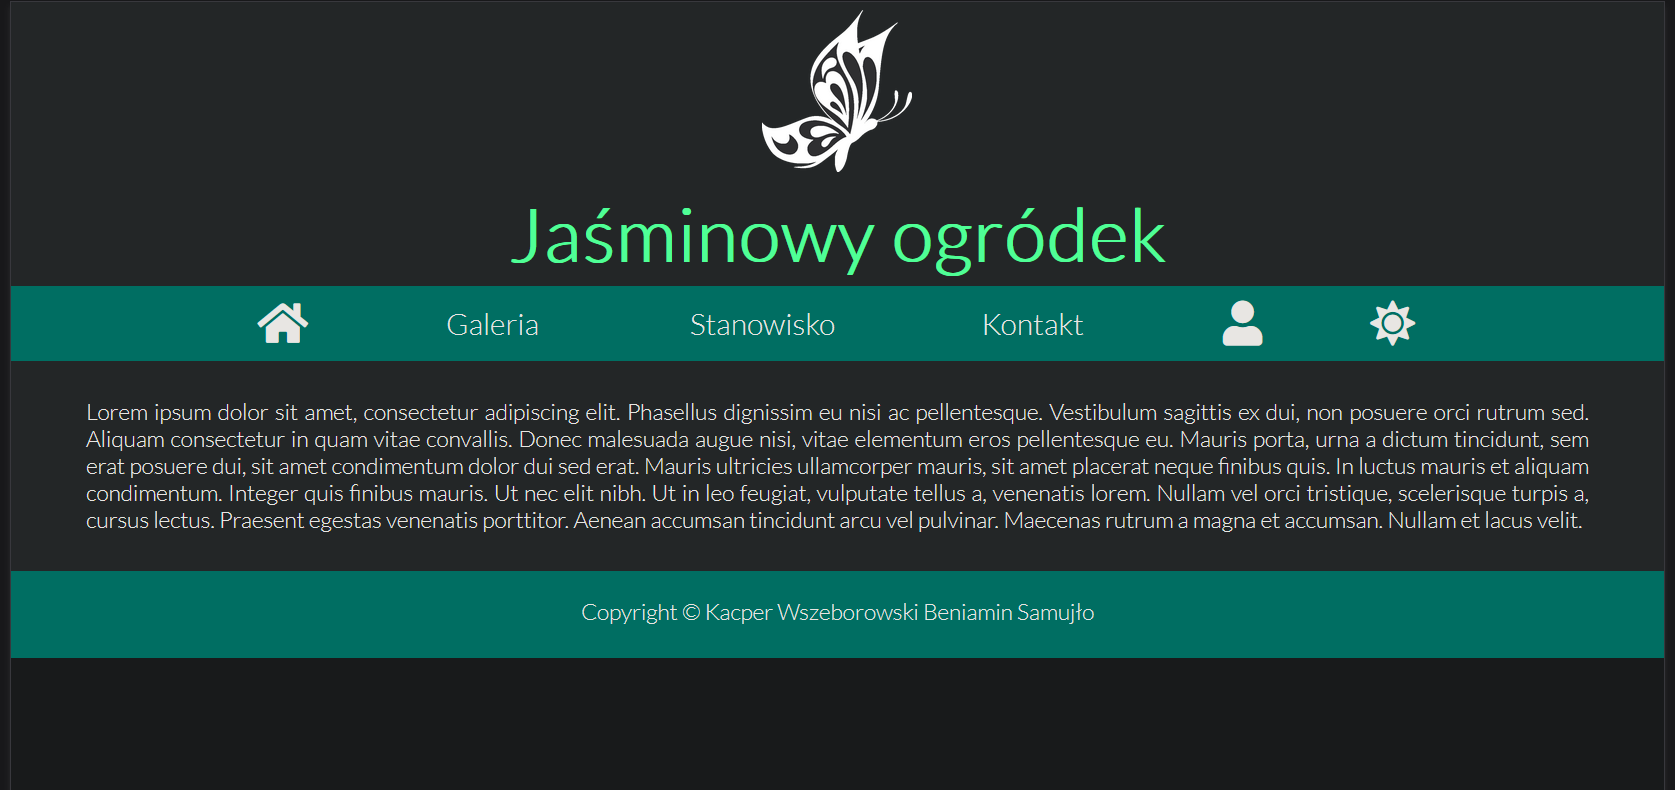 Jaśminowy ogródek
Galeria Stanowisko Kontakt
Lorem ipsum dolor sit amet, consectetur adipiscing elit. Phasellus dignissim eu nisi ac pellentesque. Vestibulum sagittis ex dui, non posuere orci rutrum sed.
Aliquam consectetur in quam vitae convallis. Donec malesuada augue nisi, vitae elementum eros pellentesque eu. Mauris porta, urna a dictum tincidunt, sem
erat posuere dui, sit amet condimentum dolor dui sed erat. Mauris ultricies ullamcorper mauris, sit amet placerat neque finibus quis. In luctus mauris et aliquam
condimentum. Integer quis finibus mauris. Ut nec elit nibh. Ut in leo feugiat, vulputate tellus a, venenatis lorem. Nullam vel orci tristique, scelerisque turpis a,
cursus lectus. Praesent egestas venenatis porttitor. Aenean accumsan tincidunt arcu vel pulvinar. Maecenas rutrum a magna et accumsan. Nullam et lacus velit.
Copyright © Kacper Wszeborowski Beniamin Samujło